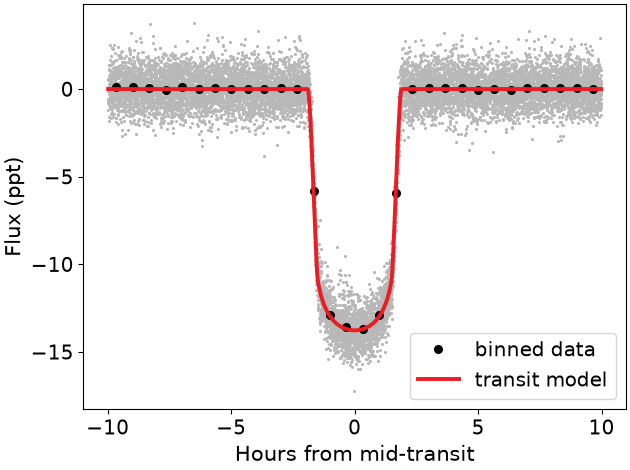 0
−5
−10
−15
Flux (ppt)
binned data
transit model
−10 −5 0 5 10
Hours from mid-transit